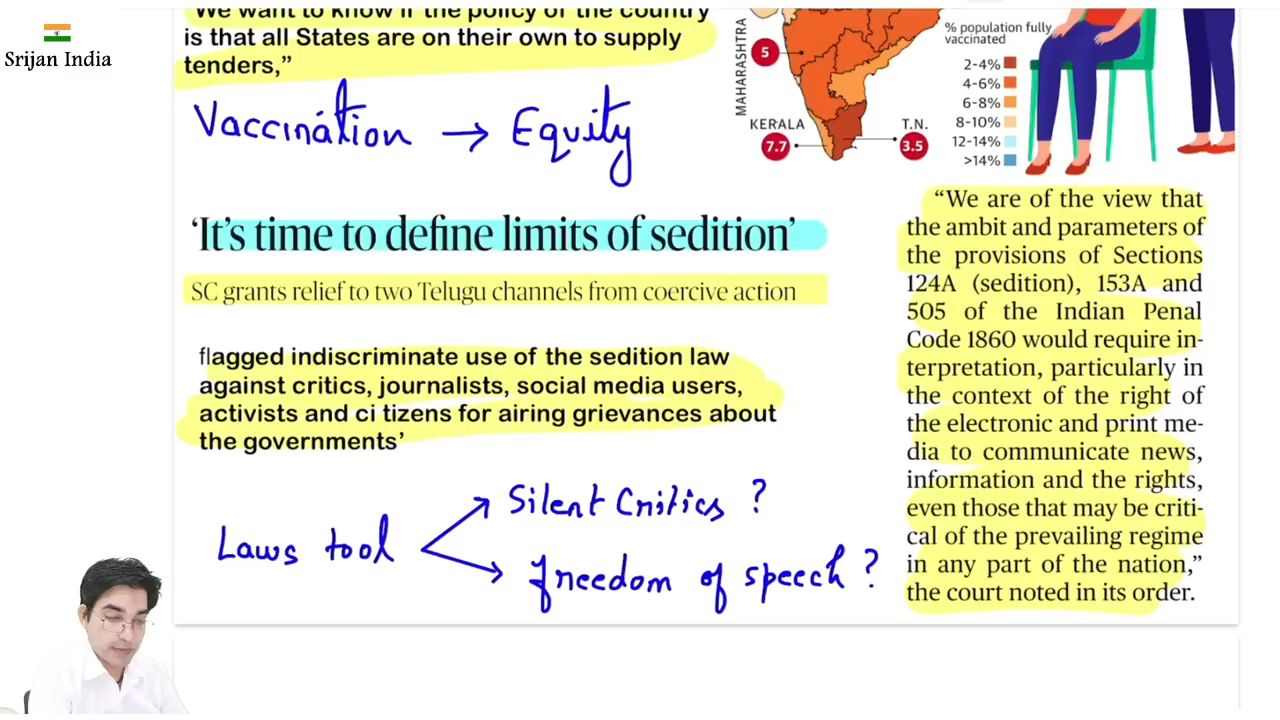 Srijan India
"We want to know if the policy of the country
is that all States are on their own to supply
tenders,”
Vaccination → Equity
MAHARASHTRA
5
KERALA
7.7
T.N.
3.5
% population fully
vaccinated
2-4%
4-6%
6-8%
8-10%
12-14%
>14%
‘It’s time to define limits of sedition’
SC grants relief to two Telugu channels from coercive action
flagged indiscriminate use of the sedition law
against critics, journalists, social media users,
activists and ci tizens for airing grievances about
the governments’
Laws tool
Silent Critics ?
freedom of speech ?
“We are of the view that
the ambit and parameters of
the provisions of Sections
124A (sedition), 153A and
505 of the Indian Penal
Code 1860 would require in-
terpretation, particularly in
the context of the right of
the electronic and print me-
dia to communicate news,
information and the rights,
even those that may be criti-
cal of the prevailing regime
in any part of the nation,”
the court noted in its order.